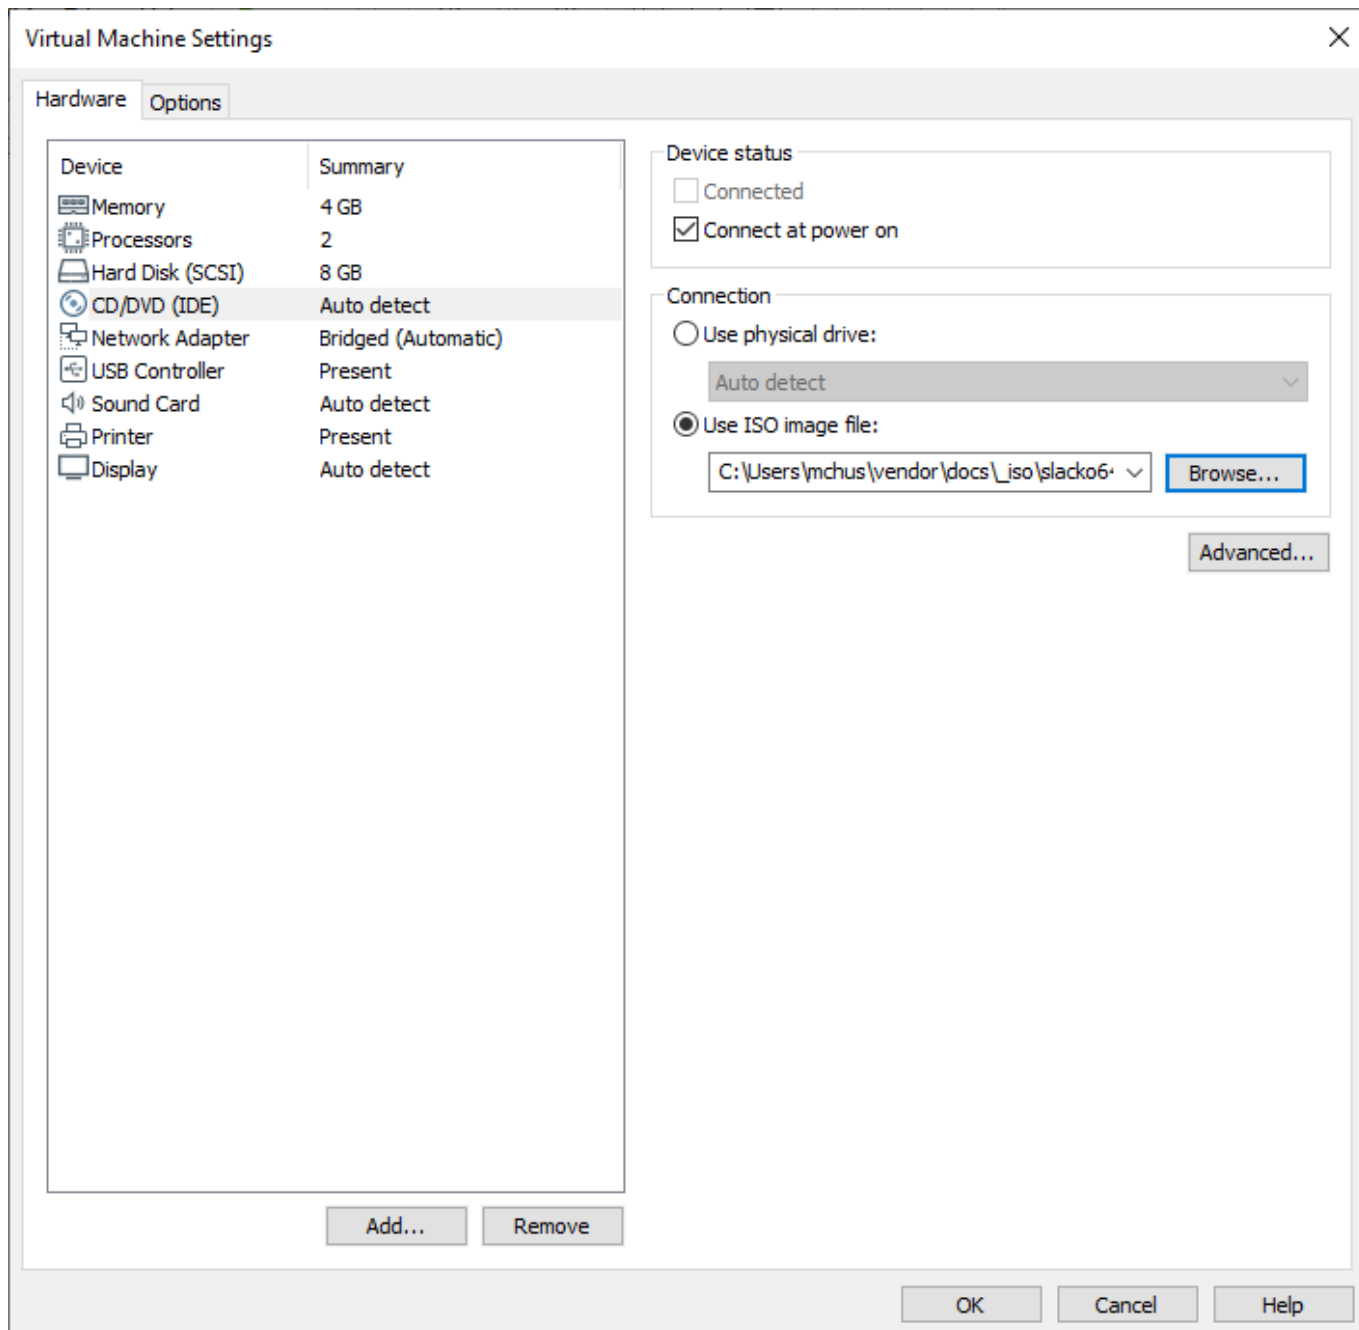 Virtual Machine Settings
Hardware Options
Device Summary
Memory 4 GB
Processors 2
Hard Disk (SCSI) 8 GB
CD/DVD (IDE) Auto detect
Network Adapter Bridged (Automatic)
USB Controller Present
Sound Card Auto detect
Printer Present
Display Auto detect
Add... Remove
Device status
Connected
Connect at power on
Connection
Use physical drive:
Auto detect
Use ISO image file:
C:\Users\mchus\vendor\docs\_iso\slacko64 Browse...
Advanced...
OK Cancel Help